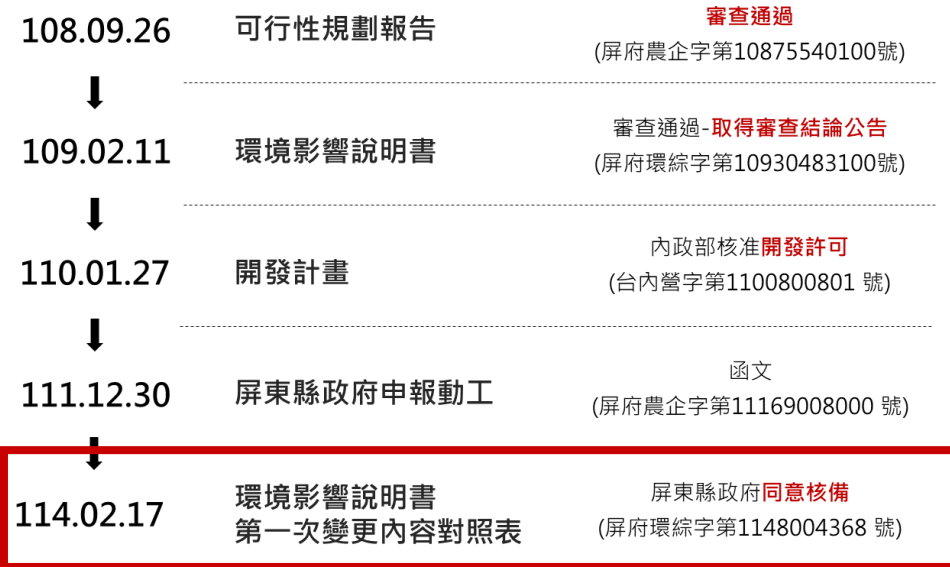 108.09.26
可行性規劃報告
審查通過
(屏府農企字第10875540100號)
109.02.11
環境影響說明書
審查通過-取得審查結論公告
(屏府環綜字第10930483100號)
110.01.27
開發計畫
內政部核准開發許可
(台內營字第1100800801 號)
111.12.30
屏東縣政府申報動工
函文
(屏府農企字第11169008000 號)
114.02.17
環境影響說明書
第一次變更內容對照表
屏東縣政府同意核備
(屏府環綜字第1148004368 號)